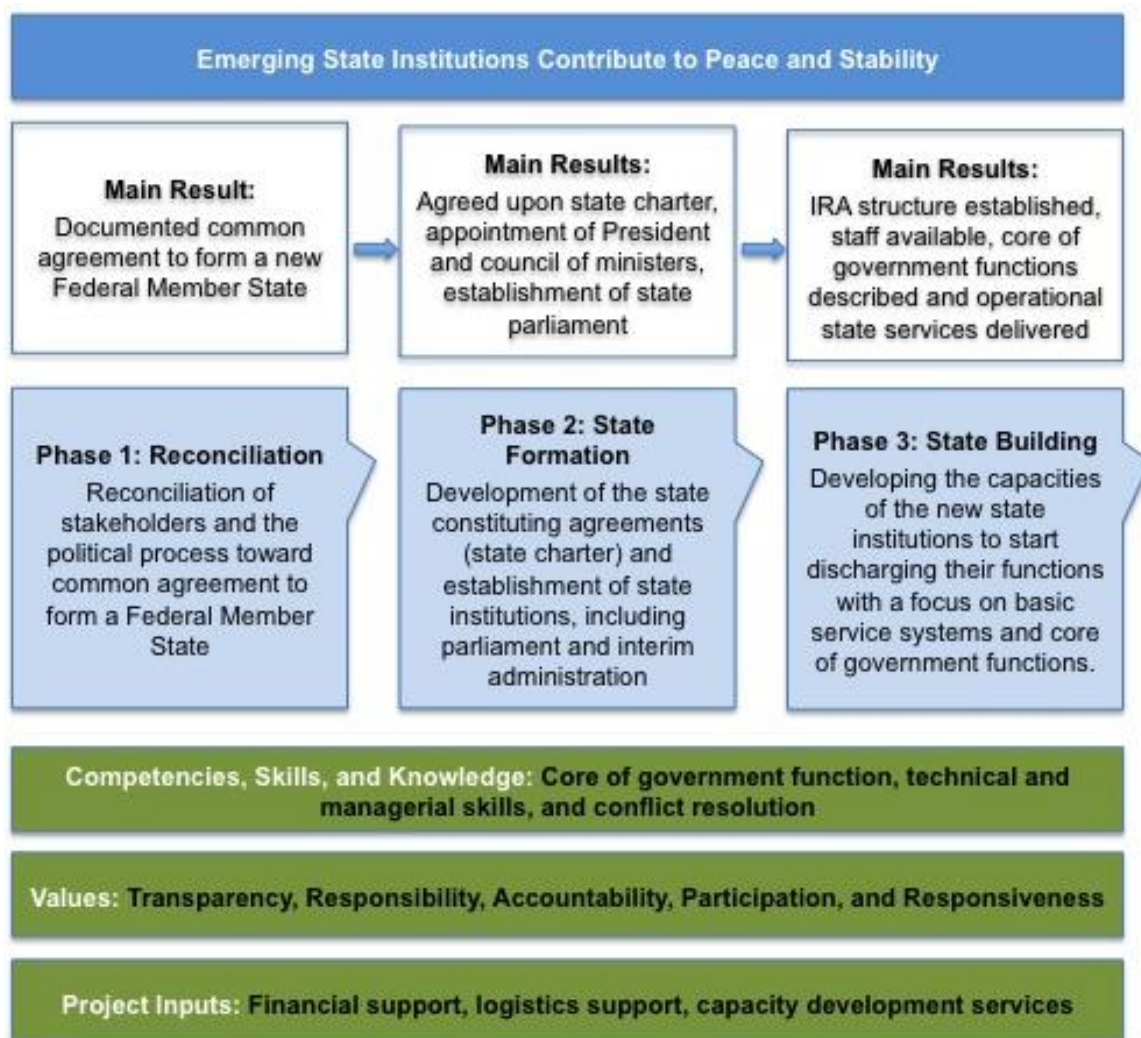 Emerging State Institutions Contribute to Peace and Stability
Main Result:
Documented common
agreement to form a new
Federal Member State
Main Results:
Agreed upon state charter,
appointment of President
and council of ministers,
establishment of state
parliament
Main Results:
IRA structure established,
staff available, core of
government functions
described and operational
state services delivered
Phase 1: Reconciliation
Reconciliation of
stakeholders and the
political process toward
common agreement to
form a Federal Member
State
Phase 2: State
Formation
Development of the state
constituting agreements
(state charter) and
establishment of state
institutions, including
parliament and interim
administration
Phase 3: State Building
Developing the capacities
of the new state
institutions to start
discharging their functions
with a focus on basic
service systems and core
of government functions.
Competencies, Skills, and Knowledge: Core of government function, technical and
managerial skills, and conflict resolution
Values: Transparency, Responsibility, Accountability, Participation, and Responsiveness
Project Inputs: Financial support, logistics support, capacity development services